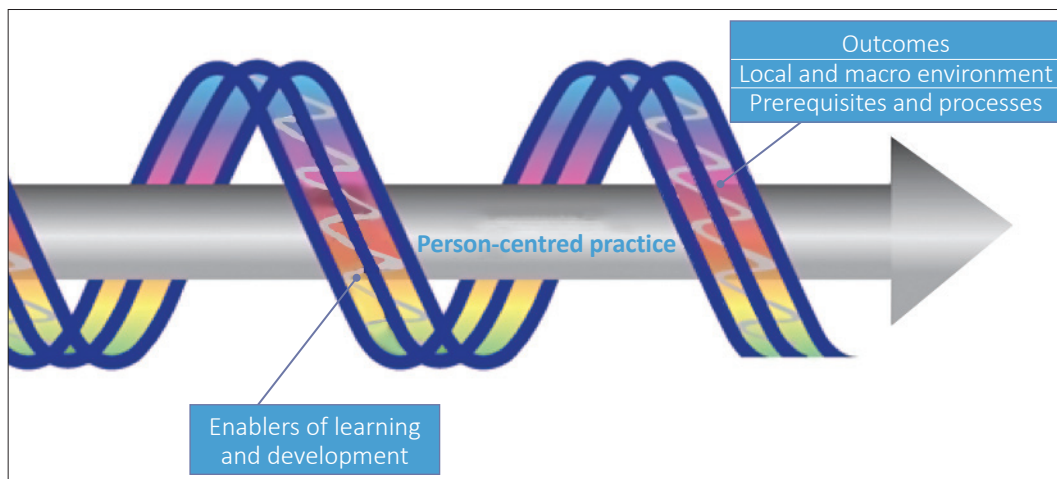 Outcomes
Local and macro environment
Prerequisites and processes
Person-centred practice
Enablers of learning
and development